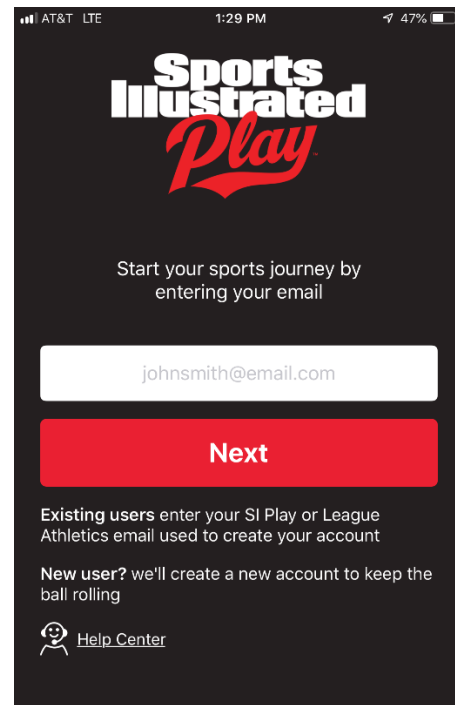 AT&T LTE 1:29 PM 47%
Sports
Illustrated
Play
Start your sports journey by
entering your email
johnsmith@email.com
Next
Existing users enter your SI Play or League
Athletics email used to create your account
New user? we'll create a new account to keep the
ball rolling
Help Center